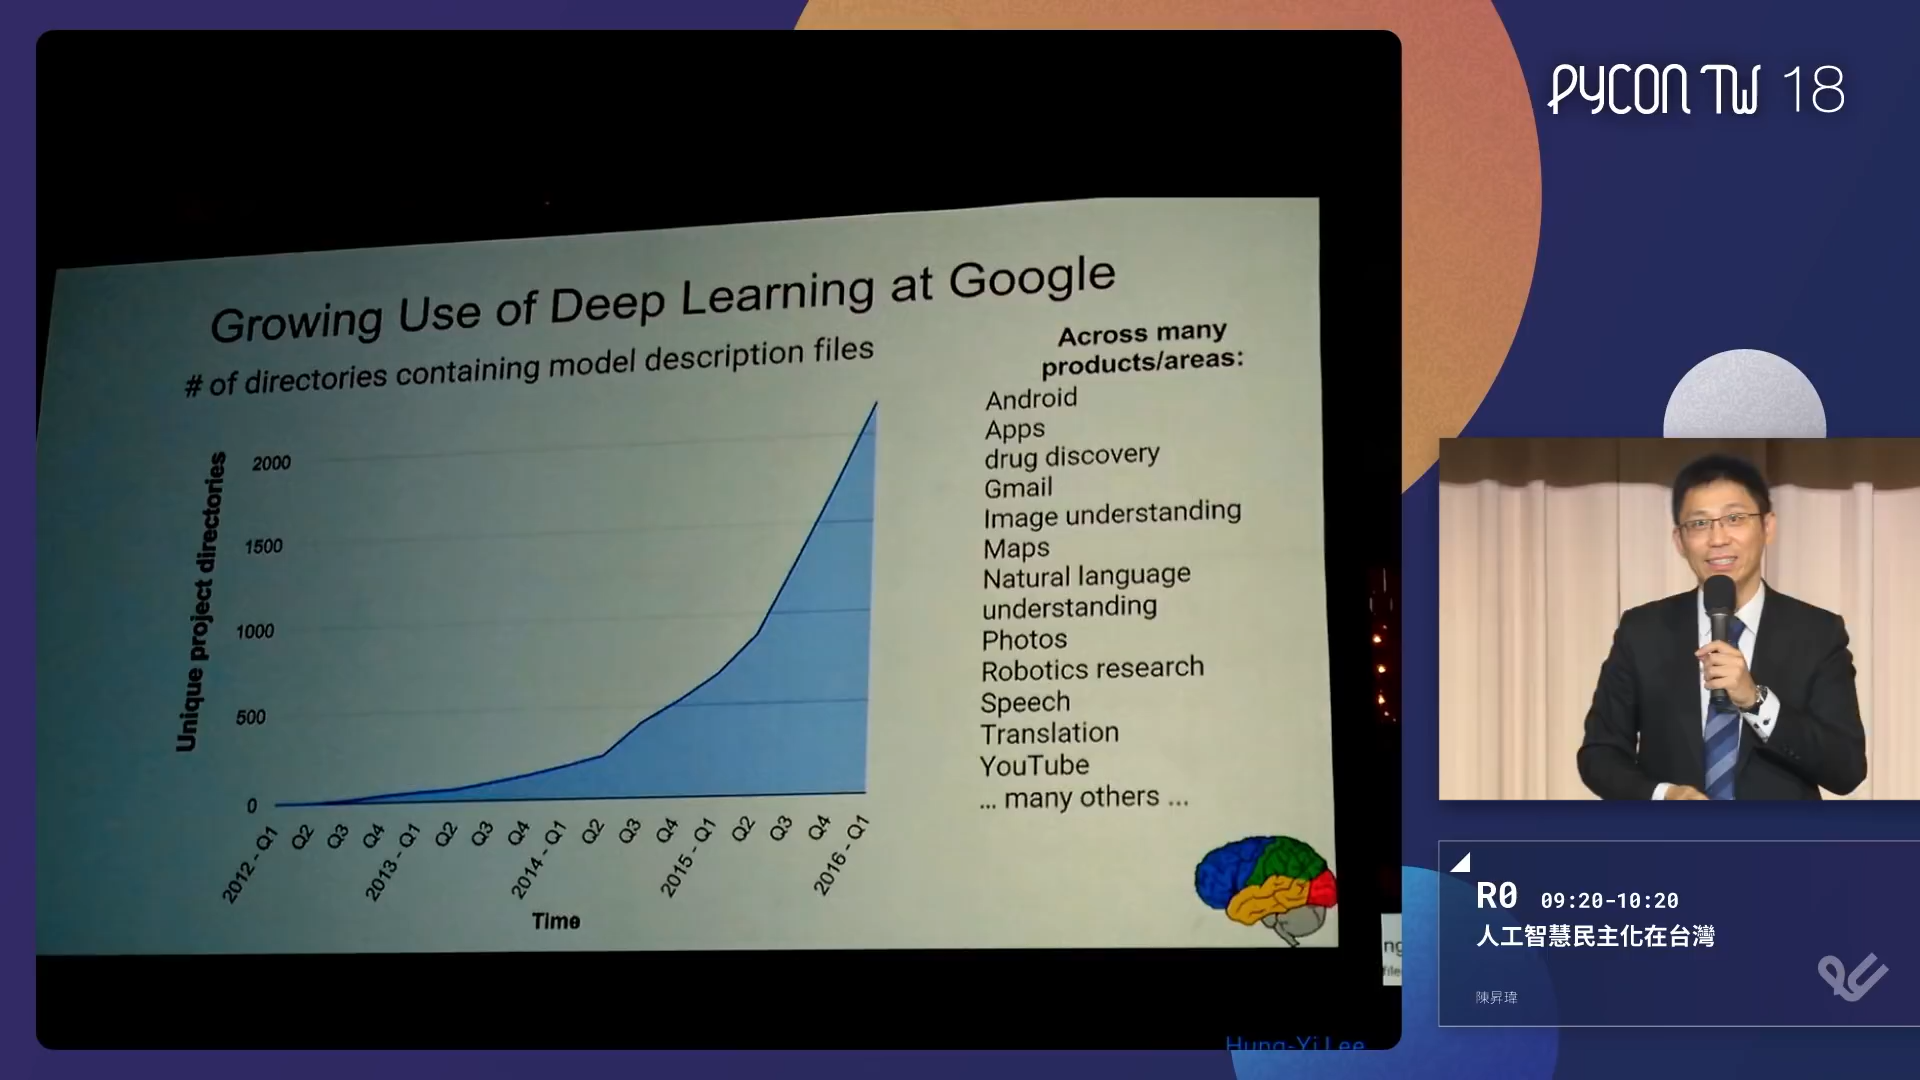 PYCON TW 18
Growing Use of Deep Learning at Google
# of directories containing model description files
Unique project directories
2000
1500
1000
500
0
2012 - Q1
Q2
Q3
Q4
2013 - Q1
Q2
Q3
Q4
2014 - Q1
Q2
Q3
Q4
2015 - Q1
Q2
Q3
Q4
2016 - Q1
Time
Across many
products/areas:
Android
Apps
drug discovery
Gmail
Image understanding
Maps
Natural language
understanding
Photos
Robotics research
Speech
Translation
YouTube
... many others ...
Hung-Yi Lee
R0 09:20-10:20
人工智慧民主化在台灣
陳昇瑋